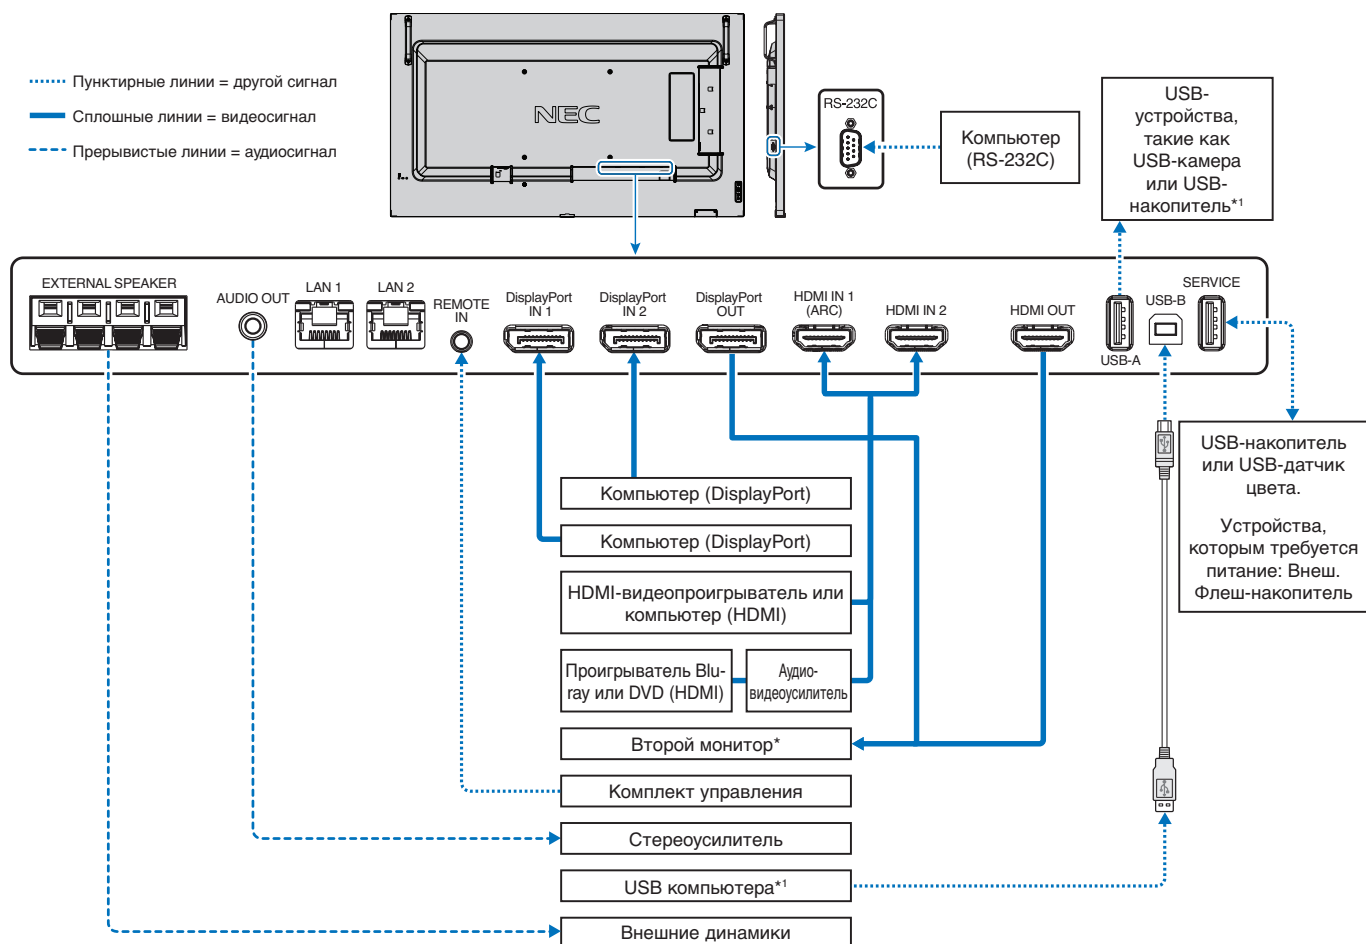 Пунктирные линии = другой сигнал
Сплошные линии = видеосигнал
Прерывистые линии = аудиосигнал
NEC
RS-232C
Компьютер
(RS-232C)
USB-
устройства,
такие как
USB-камера
или USB-
накопитель*1
EXTERNAL SPEAKER
AUDIO OUT
LAN 1
LAN 2
REMOTE
IN
DisplayPort
IN 1
DisplayPort
IN 2
DisplayPort
OUT
HDMI IN 1
(ARC)
HDMI IN 2
HDMI OUT
USB-A
USB-B
SERVICE
USB-накопитель
или USB-датчик
цвета.
Устройства,
которым требуется
питание: Внеш.
Флеш-накопитель
Компьютер (DisplayPort)
Компьютер (DisplayPort)
HDMI-видеопроигрыватель или
компьютер (HDMI)
Проигрыватель Blu-
ray или DVD (HDMI)
Аудио-
видеоусилитель
Второй монитор*
Комплект управления
Стереоусилитель
USB компьютера*1
Внешние динамики